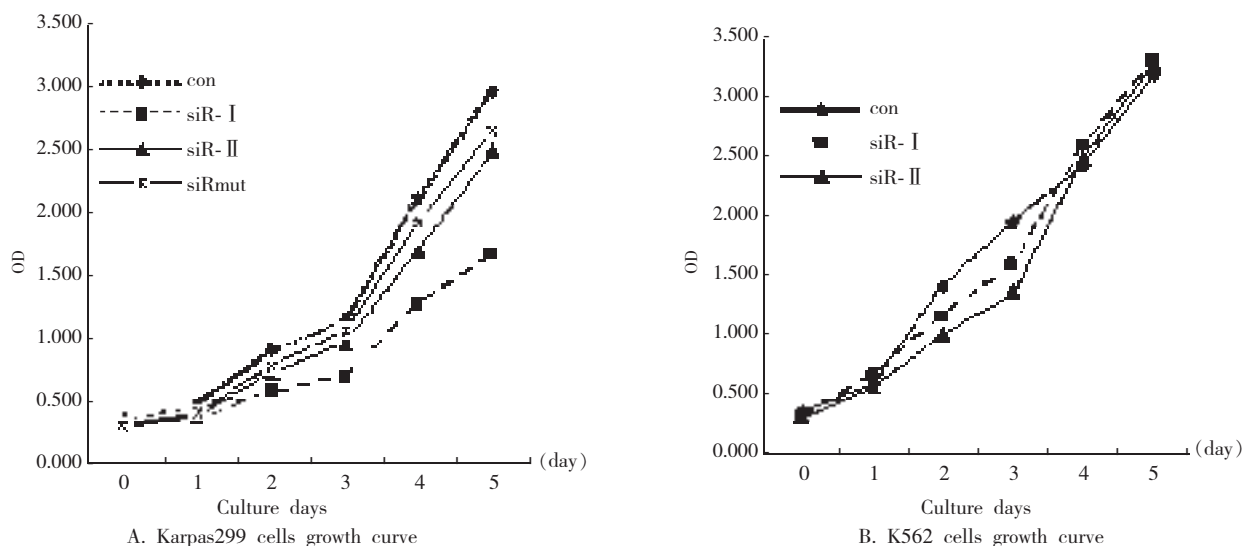 3.500
3.000
2.500
2.000
1.500
1.000
0.500
0.000
OD
con
siR-Ⅰ
siR-Ⅱ
siRmut
0 1 2 3 4 5 (day)
Culture days
A. Karpas299 cells growth curve
3.500
3.000
2.500
2.000
1.500
1.000
0.500
0.000
OD
con
siR-Ⅰ
siR-Ⅱ
0 1 2 3 4 5 (day)
Culture days
B. K562 cells growth curve